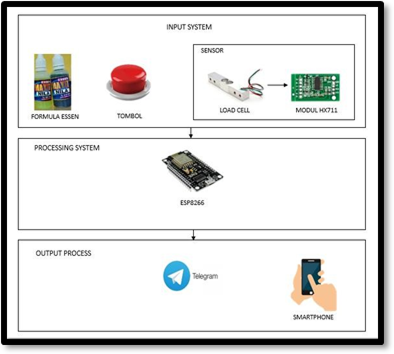 INPUT SYSTEM
SENSOR
FORMULA ESSEN
TOMBOL
LOAD CELL
MODUL HX711
PROCESSING SYSTEM
ESP8266
OUTPUT PROCESS
Telegram
SMARTPHONE